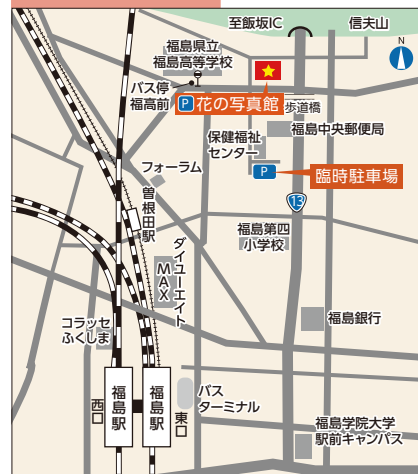 至飯坂IC
信夫山
福島県立
福島高等学校
バス停
福高前
P
花の写真館
歩道橋
福島中央郵便局
保健福祉
センター
P
臨時駐車場
フォーラム
曽根田駅
13
福島第四
小学校
ダイユーエイト
MAX
コラッセ
ふくしま
福島銀行
福島駅
福島駅
西口
東口
バス
ターミナル
福島学院大学
駅前キャンパス